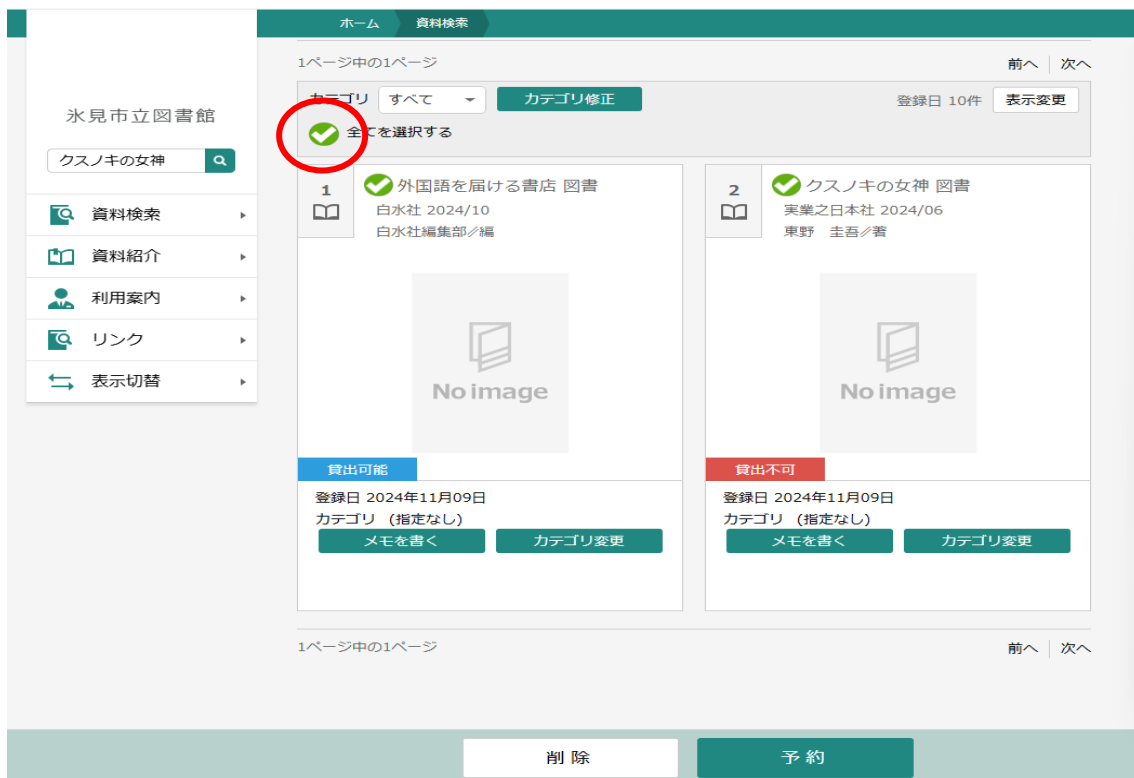 ホーム 資料検索
氷見市立図書館
クスノキの女神
資料検索
資料紹介
利用案内
リンク
表示切替
1ページ中の1ページ 前へ 次へ
カテゴリ すべて カテゴリ修正 登録日 10件 表示変更
全てを選択する
1 外国語を届ける書店 図書
白水社 2024/10
白水社編集部//編
No image
貸出可能
登録日 2024年11月09日
カテゴリ (指定なし)
メモを書く カテゴリ変更
2 クスノキの女神 図書
実業之日本社 2024/06
東野 圭吾//著
No image
貸出不可
登録日 2024年11月09日
カテゴリ (指定なし)
メモを書く カテゴリ変更
1ページ中の1ページ 前へ 次へ
削除 予約